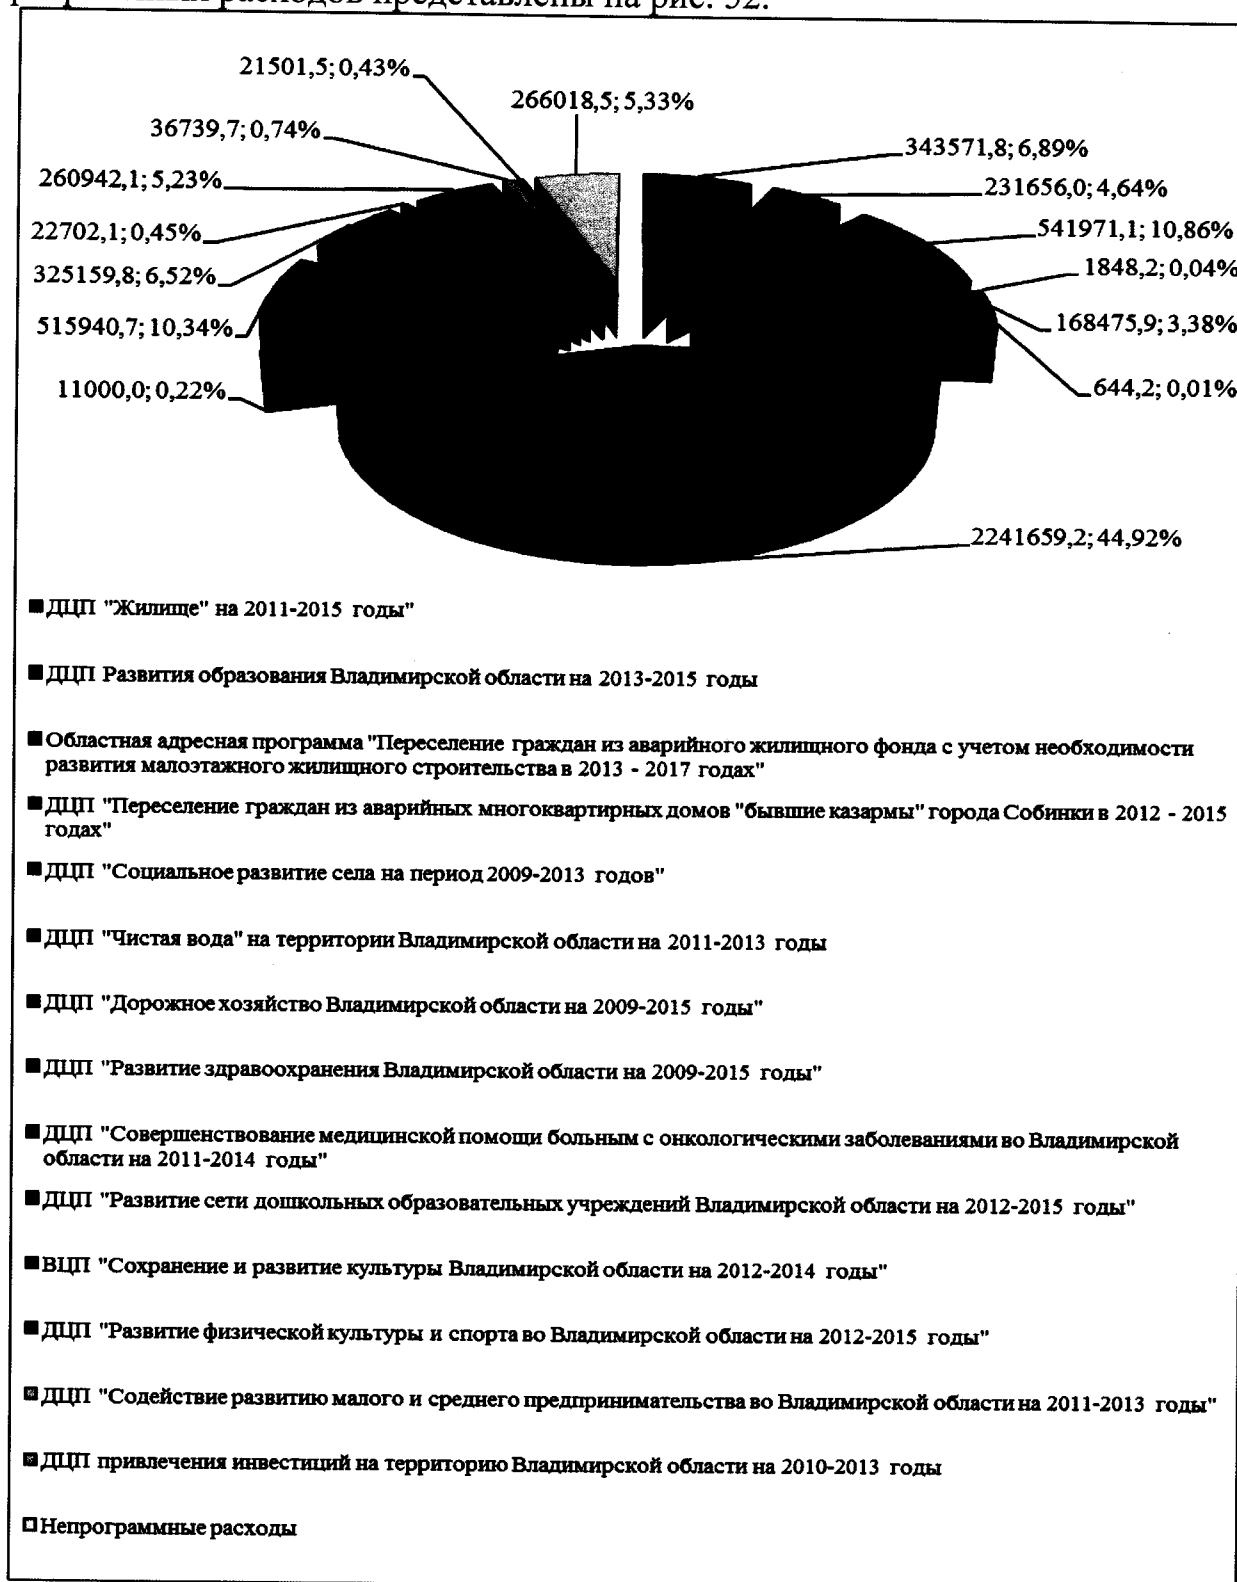 расходов представлены на рис. 52.
21501,5; 0,43%
266018,5; 5,33%
36739,7; 0,74%
343571,8; 6,89%
260942,1; 5,23%
231656,0; 4,64%
22702,1; 0,45%
541971,1; 10,86%
325159,8; 6,52%
1848,2; 0,04%
515940,7; 10,34%
168475,9; 3,38%
11000,0; 0,22%
644,2; 0,01%
2241659,2; 44,92%
ДЦП "Жилище" на 2011-2015 годы"
ДЦП Развития образования Владимирской области на 2013-2015 годы
Областная адресная программа "Переселение граждан из аварийного жилищного фонда с учетом необходимости
развития малоэтажного жилищного строительства в 2013 - 2017 годах"
ДЦП "Переселение граждан из аварийных многоквартирных домов "бывшие казармы" города Собинки в 2012 - 2015
годах"
ДЦП "Социальное развитие села на период 2009-2013 годов"
ДЦП "Чистая вода" на территории Владимирской области на 2011-2013 годы
ДЦП "Дорожное хозяйство Владимирской области на 2009-2015 годы"
ДЦП "Развитие здравоохранения Владимирской области на 2009-2015 годы"
ДЦП "Совершенствование медицинской помощи больным с онкологическими заболеваниями во Владимирской
области на 2011-2014 годы"
ДЦП "Развитие сети дошкольных образовательных учреждений Владимирской области на 2012-2015 годы"
ВЦП "Сохранение и развитие культуры Владимирской области на 2012-2014 годы"
ДЦП "Развитие физической культуры и спорта во Владимирской области на 2012-2015 годы"
ДЦП "Содействие развитию малого и среднего предпринимательства во Владимирской области на 2011-2013 годы"
ДЦП привлечения инвестиций на территорию Владимирской области на 2010-2013 годы
Непрограммные расходы